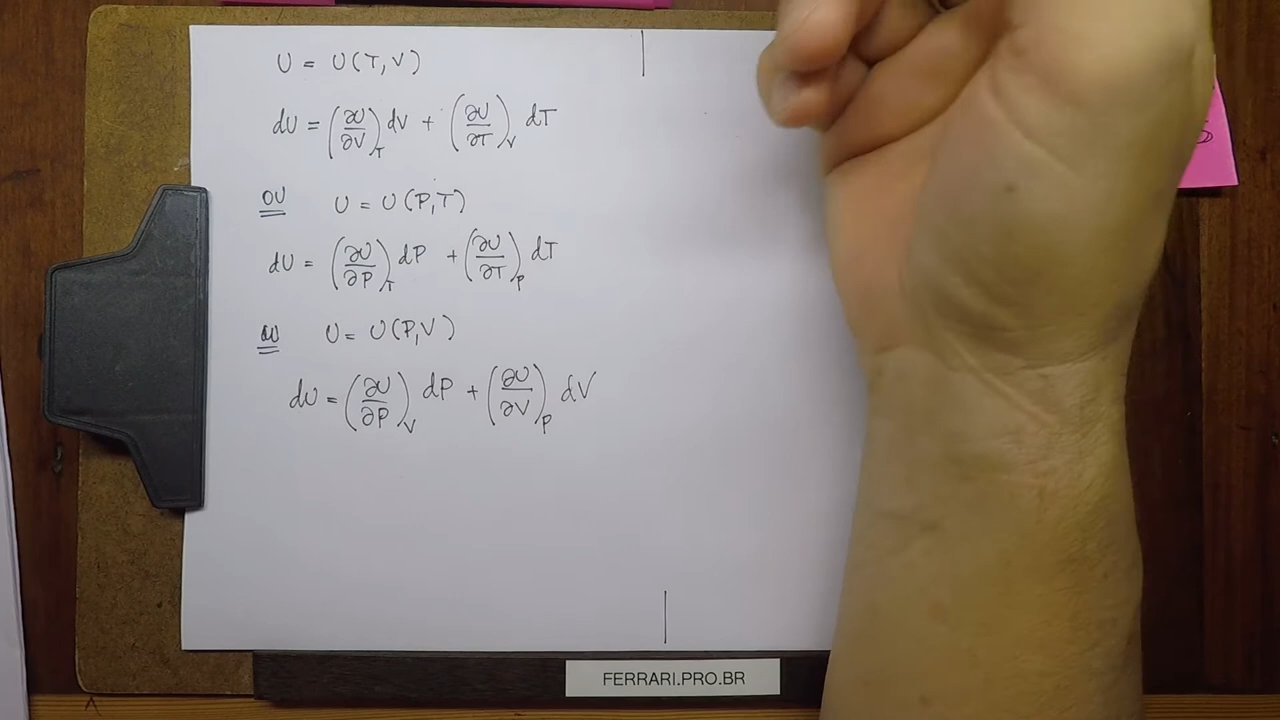 U = U(T,V)
dU = (∂U/∂V)_T dV + (∂U/∂T)_V dT
OU U = U(P,T)
dU = (∂U/∂P)_T dP + (∂U/∂T)_P dT
OU U = U(P,V)
dU = (∂U/∂P)_V dP + (∂U/∂V)_P dV
FERRARI.PRO.BR